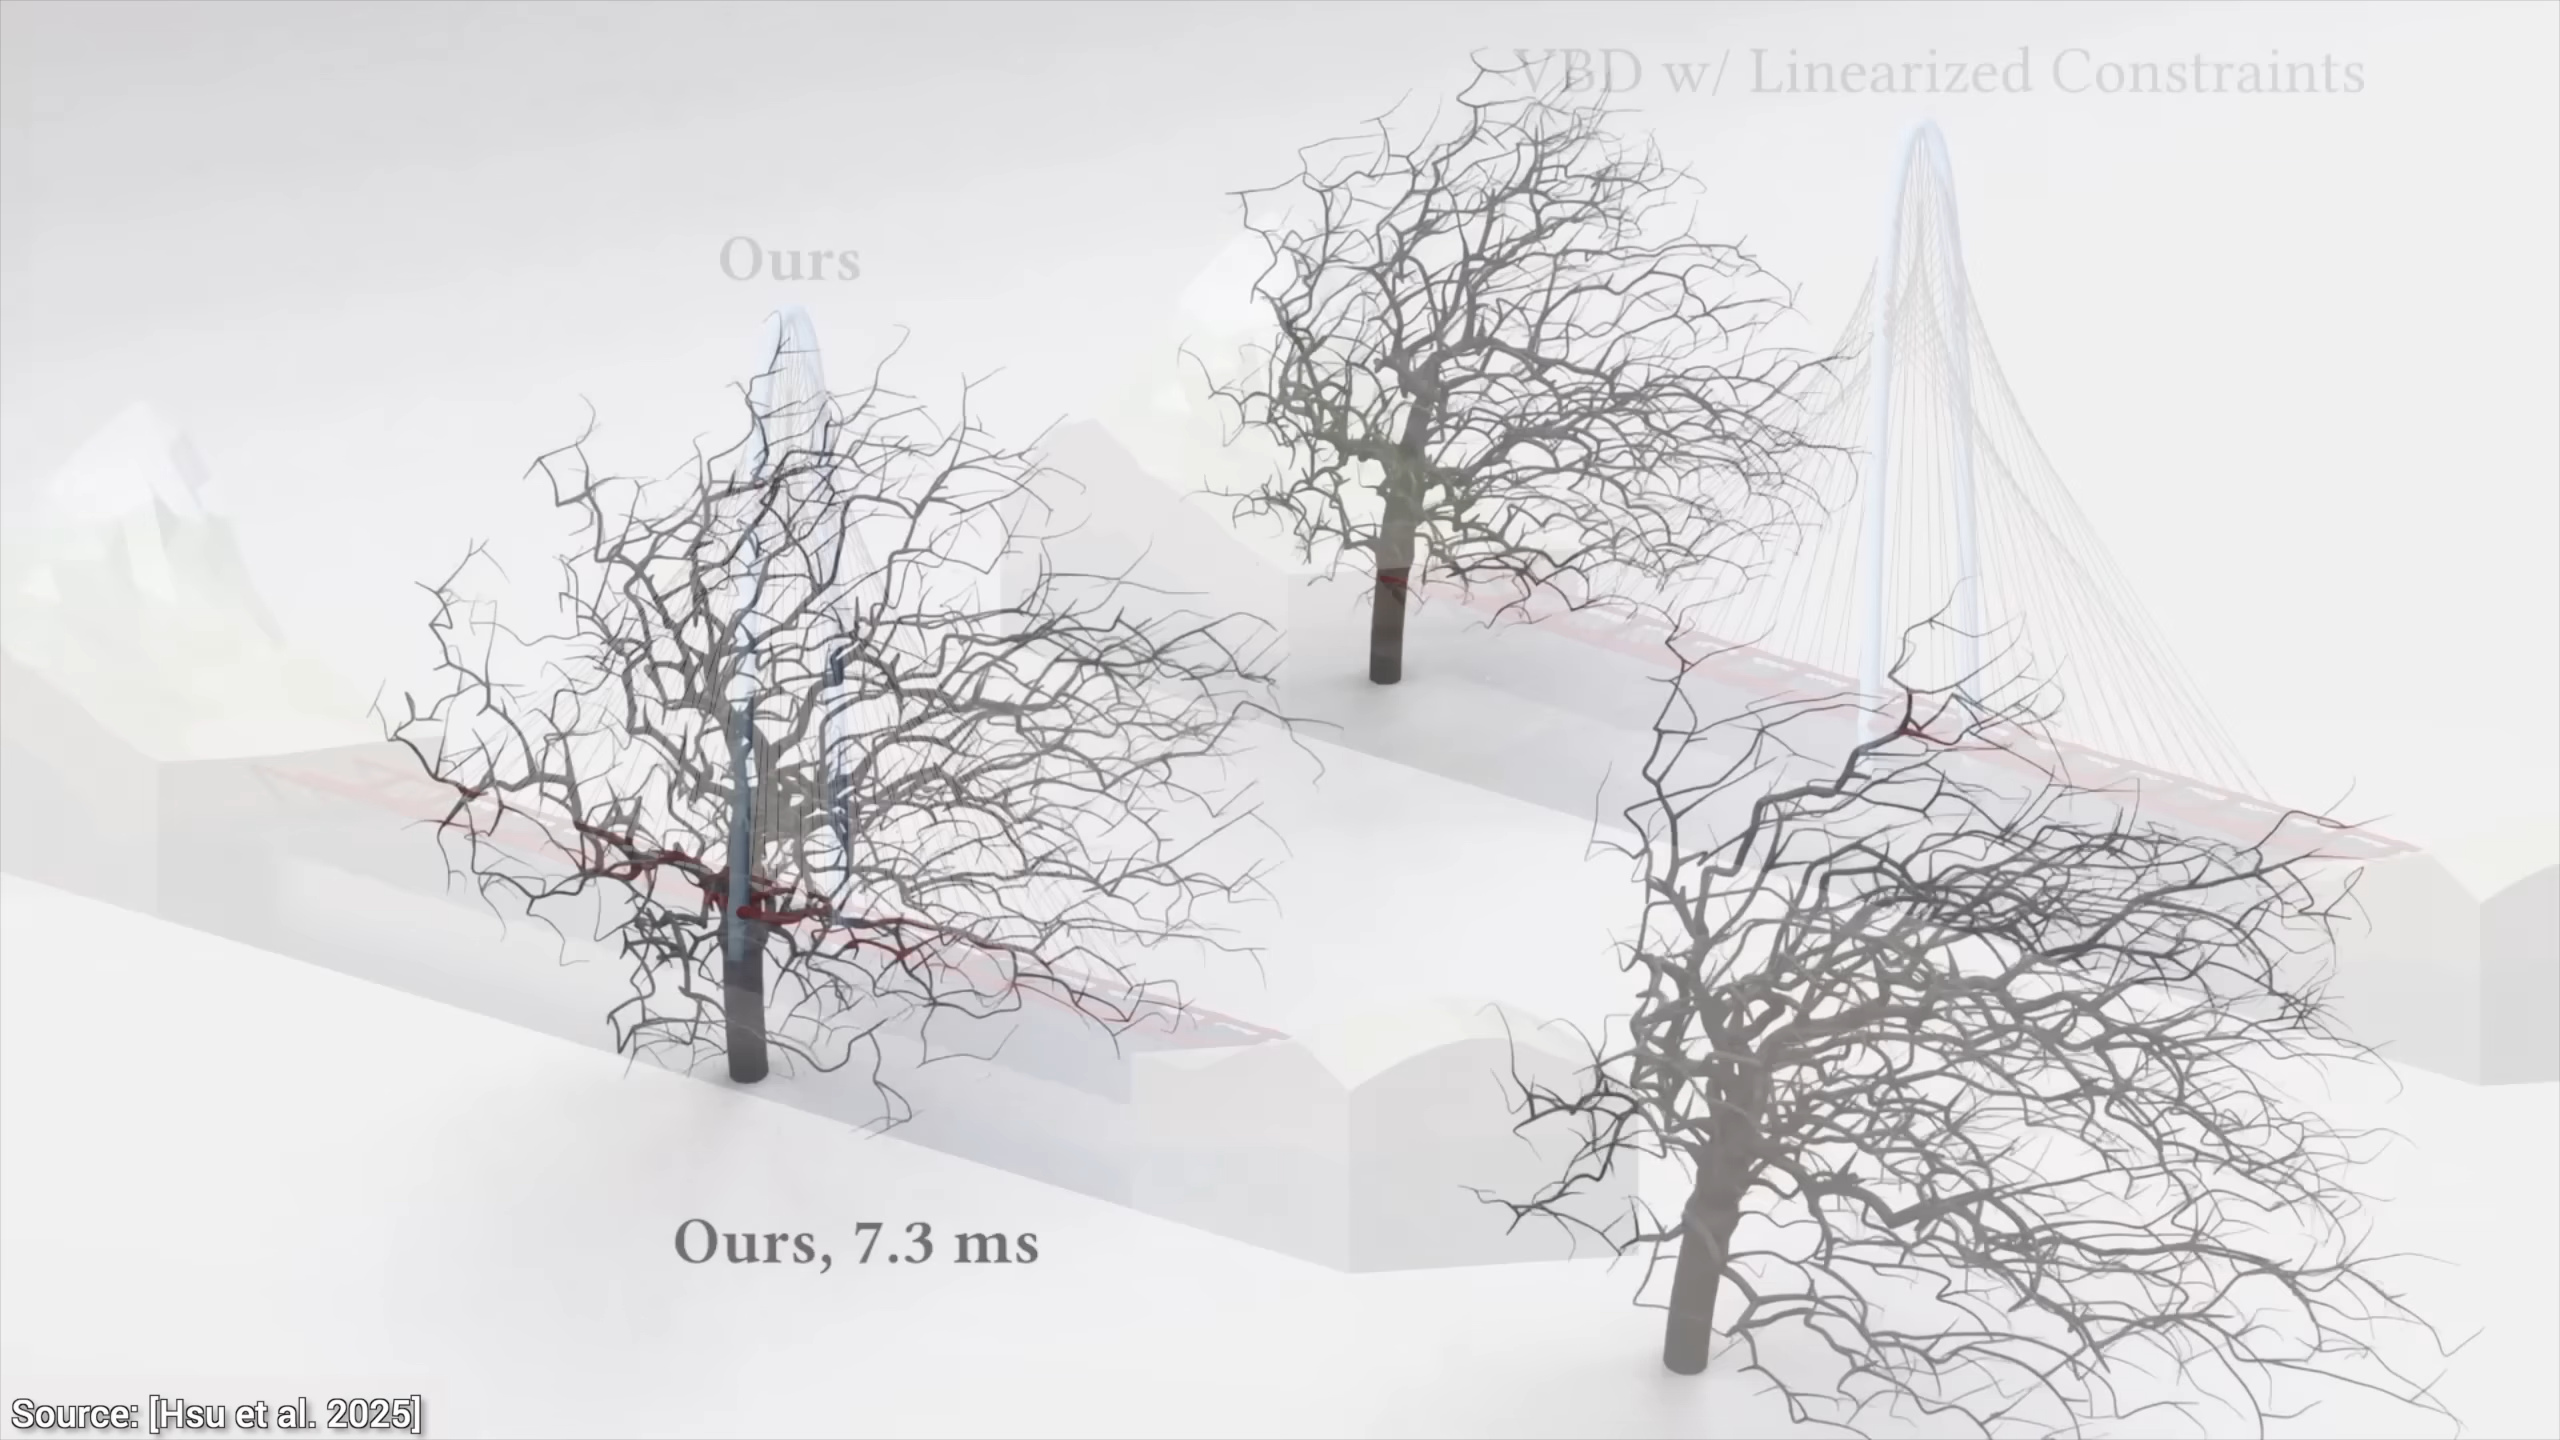 VBD w/ Linearized Constraints
Ours
Ours, 7.3 ms
Source: [Hsu et al. 2025]